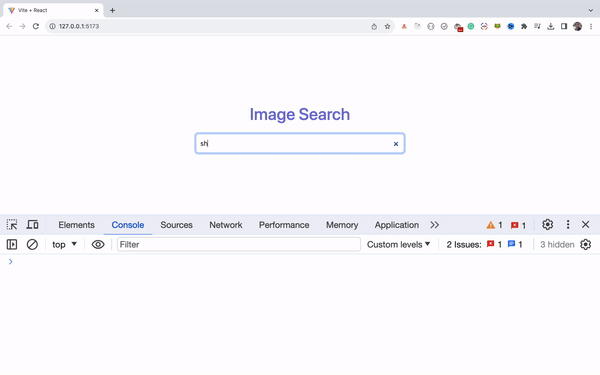 Vite + React
127.0.0.1:5173
Image Search
sh
Elements Console Sources Network Performance Memory Application
1 1
top Filter Custom levels 2 Issues: 1 1 3 hidden